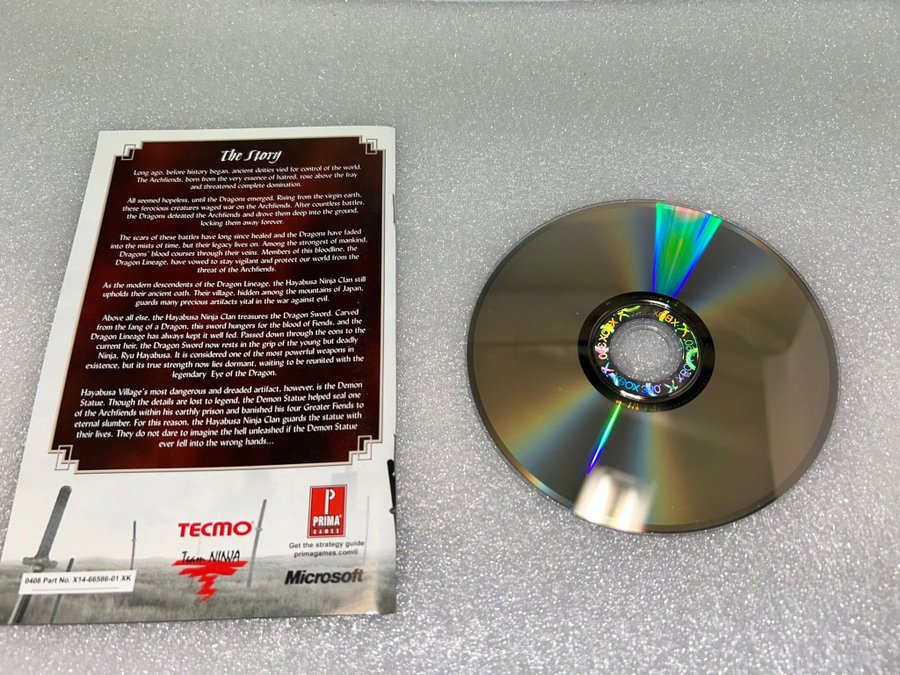 The Story
Long ago, before history began, ancient deities vied for control of the world.
The Archfiends, born from the very essence of hatred, rose above the fray
and threatened complete domination.
All seemed hopeless, until the Dragons emerged. Rising from the virgin earth,
these ferocious creatures waged war on the Archfiends. After countless battles,
the Dragons defeated the Archfiends and drove them deep into the ground,
locking them away forever.
The scars of these battles have long since healed and the Dragons have faded
into the mists of time, but their legacy lives on. Among the strongest of mankind,
Dragons' blood courses through their veins. Members of this bloodline, the
Dragon Lineage, have vowed to stay vigilant and protect our world from the
threat of the Archfiends.
As the modern descendents of the Dragon Lineage, the Hayabusa Ninja Clan still
upholds their ancient oath. Their village, hidden among the mountains of Japan,
guards many precious artifacts vital in the war against evil.
Above all else, the Hayabusa Ninja Clan treasures the Dragon Sword. Carved
from the fang of a Dragon, this sword hungers for the blood of Fiends, and the
Dragon Lineage has always kept it well fed. Passed down through the eons to the
current heir, the Dragon Sword now rests in the grip of the young but deadly
Ninja, Ryu Hayabusa. It is considered one of the most powerful weapons in
existence, but its true strength now lies dormant, waiting to be reunited with the
legendary Eye of the Dragon.
Hayabusa Village's most dangerous and dreaded artifact, however, is the Demon
Statue. Though the details are lost to legend, the Demon Statue helped seal one
of the Archfiends within his earthly prison and banished his four Greater Fiends to
eternal slumber. For this reason, the Hayabusa Ninja Clan guards the statue with
their lives. They do not dare to imagine the hell unleashed if the Demon Statue
ever fell into the wrong hands...
TECMO®
Team NINJA
P
PRIMA®
GAMES
Get the strategy guide
primagames.com®
Microsoft®
0408 Part No. X14-66586-01 XK
XBOX 360 XBOX 360 XBOX 360